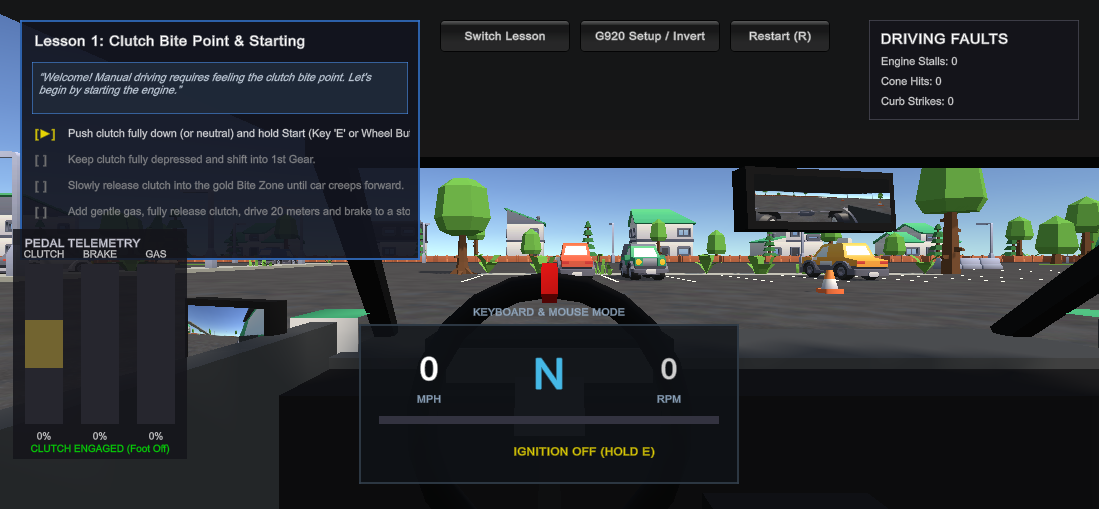 Lesson 1: Clutch Bite Point & Starting
"Welcome! Manual driving requires feeling the clutch bite point. Let's
begin by starting the engine."
[▶] Push clutch fully down (or neutral) and hold Start (Key 'E' or Wheel But
[ ] Keep clutch fully depressed and shift into 1st Gear.
[ ] Slowly release clutch into the gold Bite Zone until car creeps forward.
[ ] Add gentle gas, fully release clutch, drive 20 meters and brake to a sto
Switch Lesson
G920 Setup / Invert
Restart (R)
DRIVING FAULTS
Engine Stalls: 0
Cone Hits: 0
Curb Strikes: 0
PEDAL TELEMETRY
CLUTCH BRAKE GAS
0% 0% 0%
CLUTCH ENGAGED (Foot Off)
KEYBOARD & MOUSE MODE
0 N 0
MPH RPM
IGNITION OFF (HOLD E)